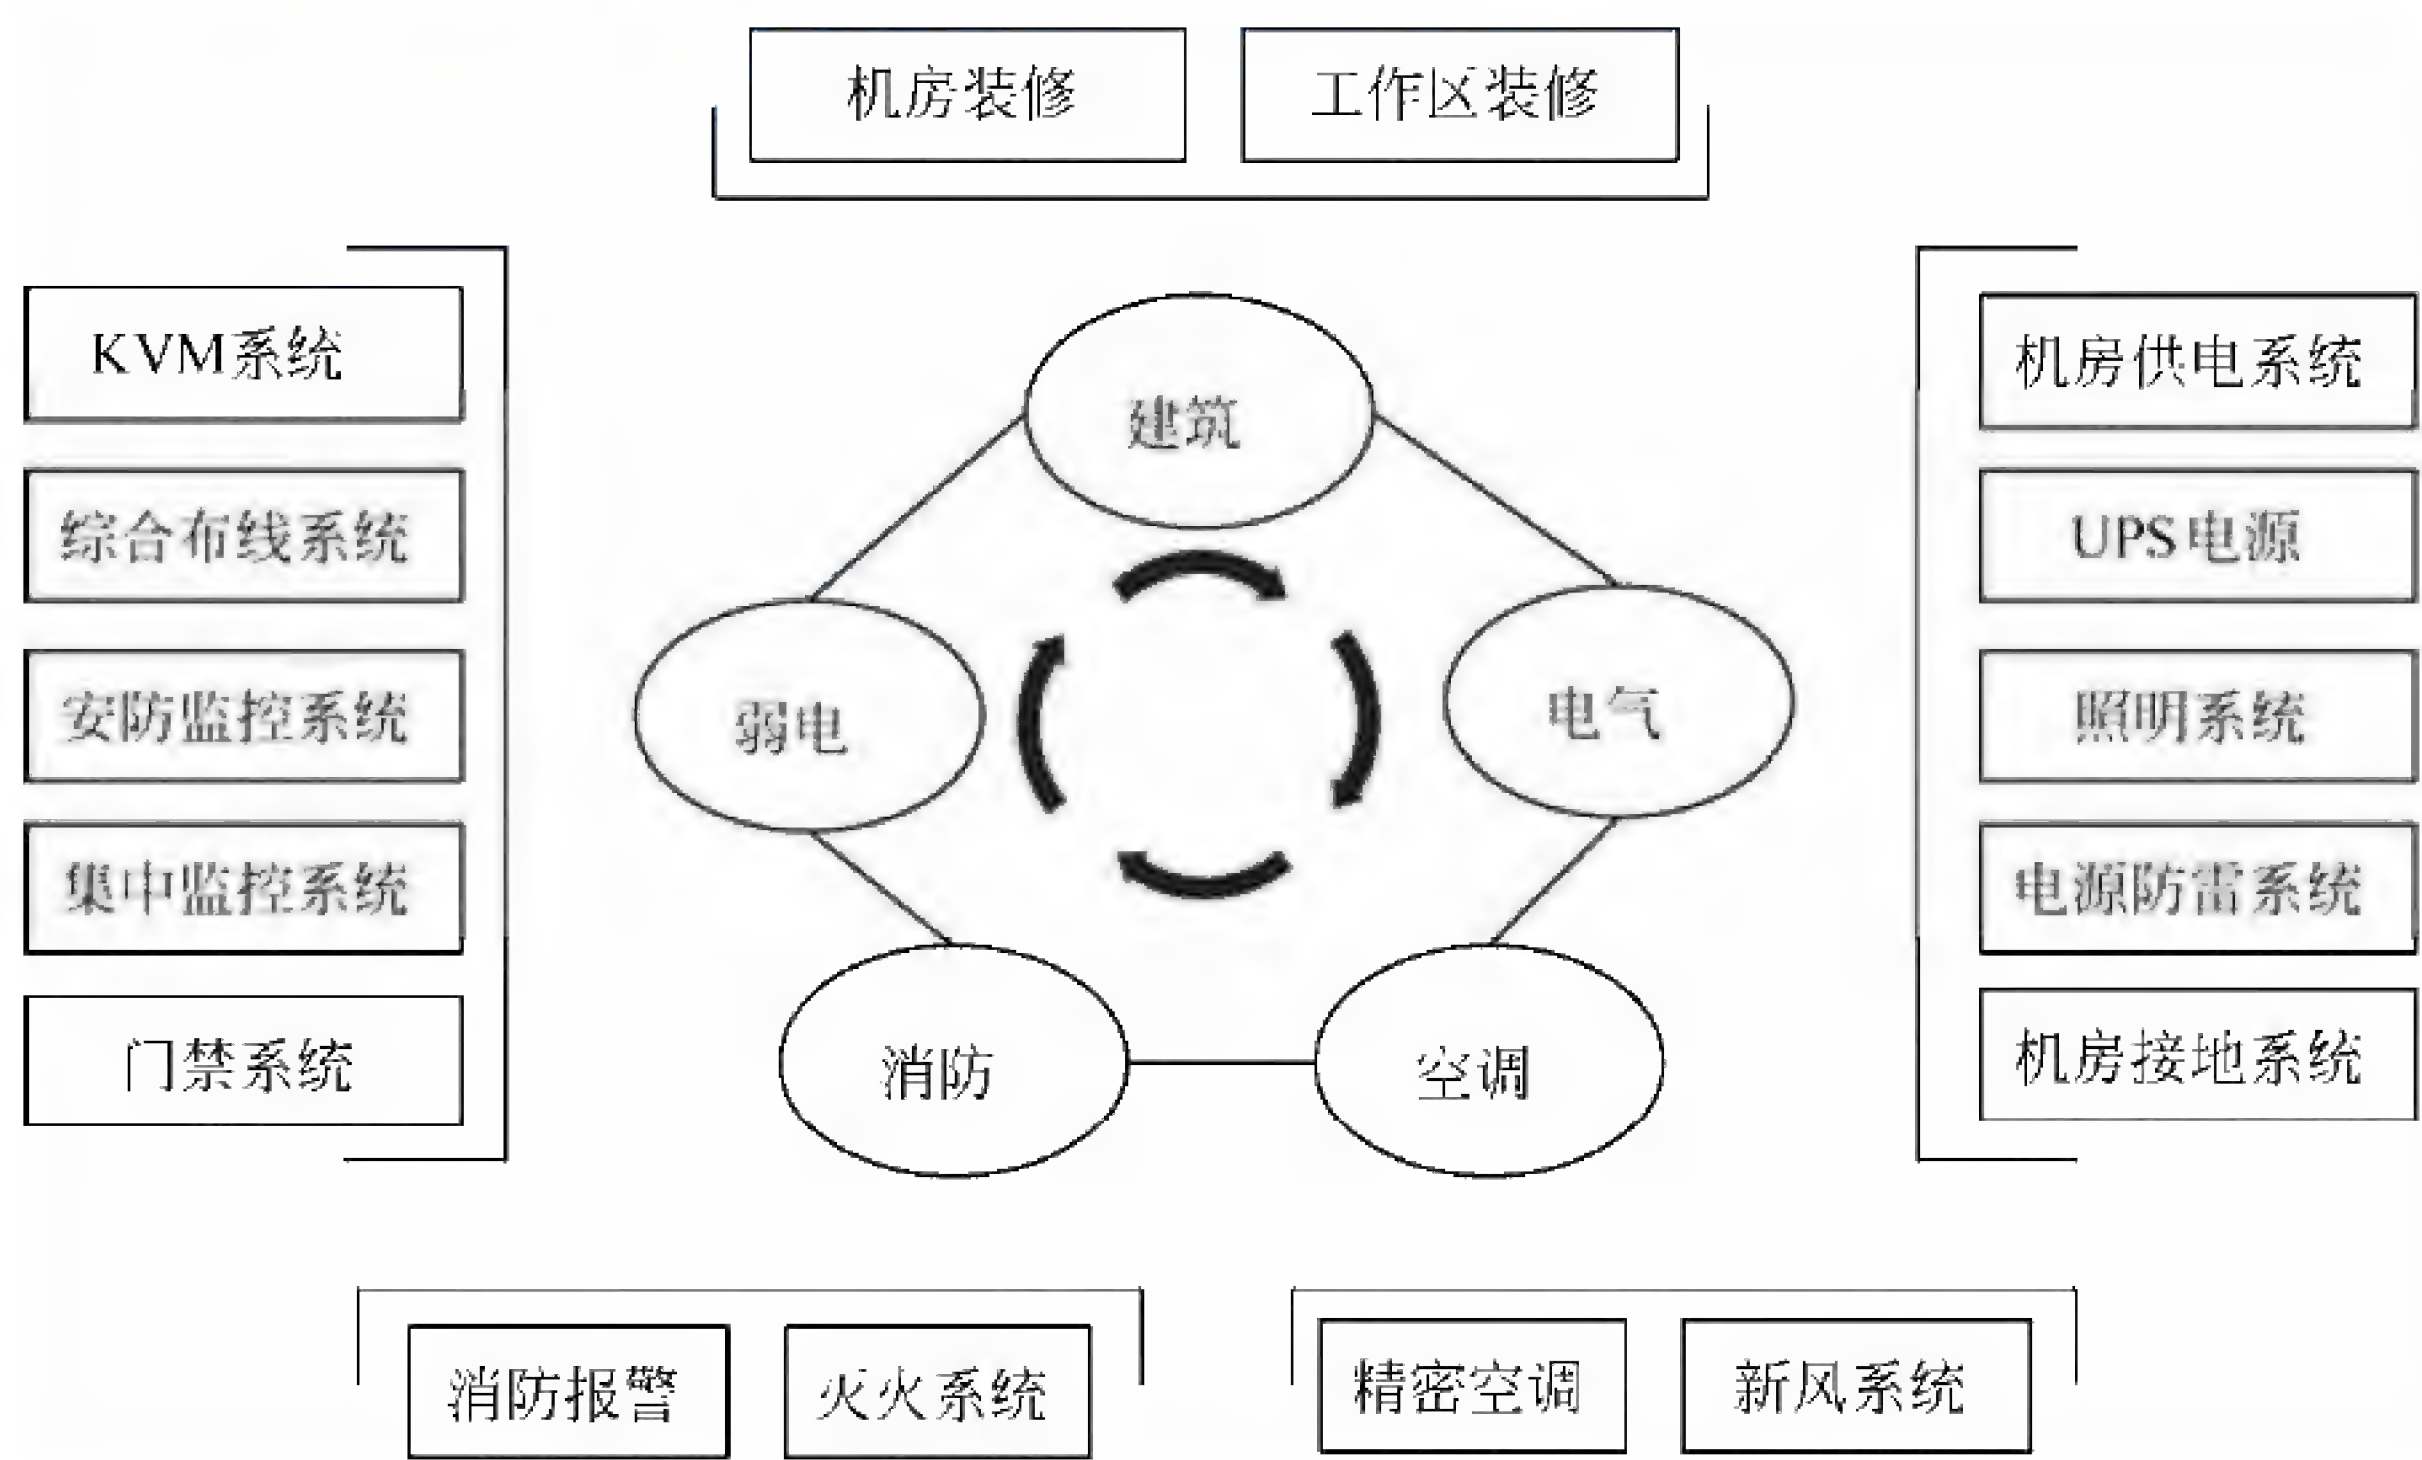 机房装修
工作区装修
KVM系统
综合布线系统
安防监控系统
集中监控系统
门禁系统
建筑
弱电
电气
消防
空调
机房供电系统
UPS电源
照明系统
电源防雷系统
机房接地系统
消防报警
灭火系统
精密空调
新风系统